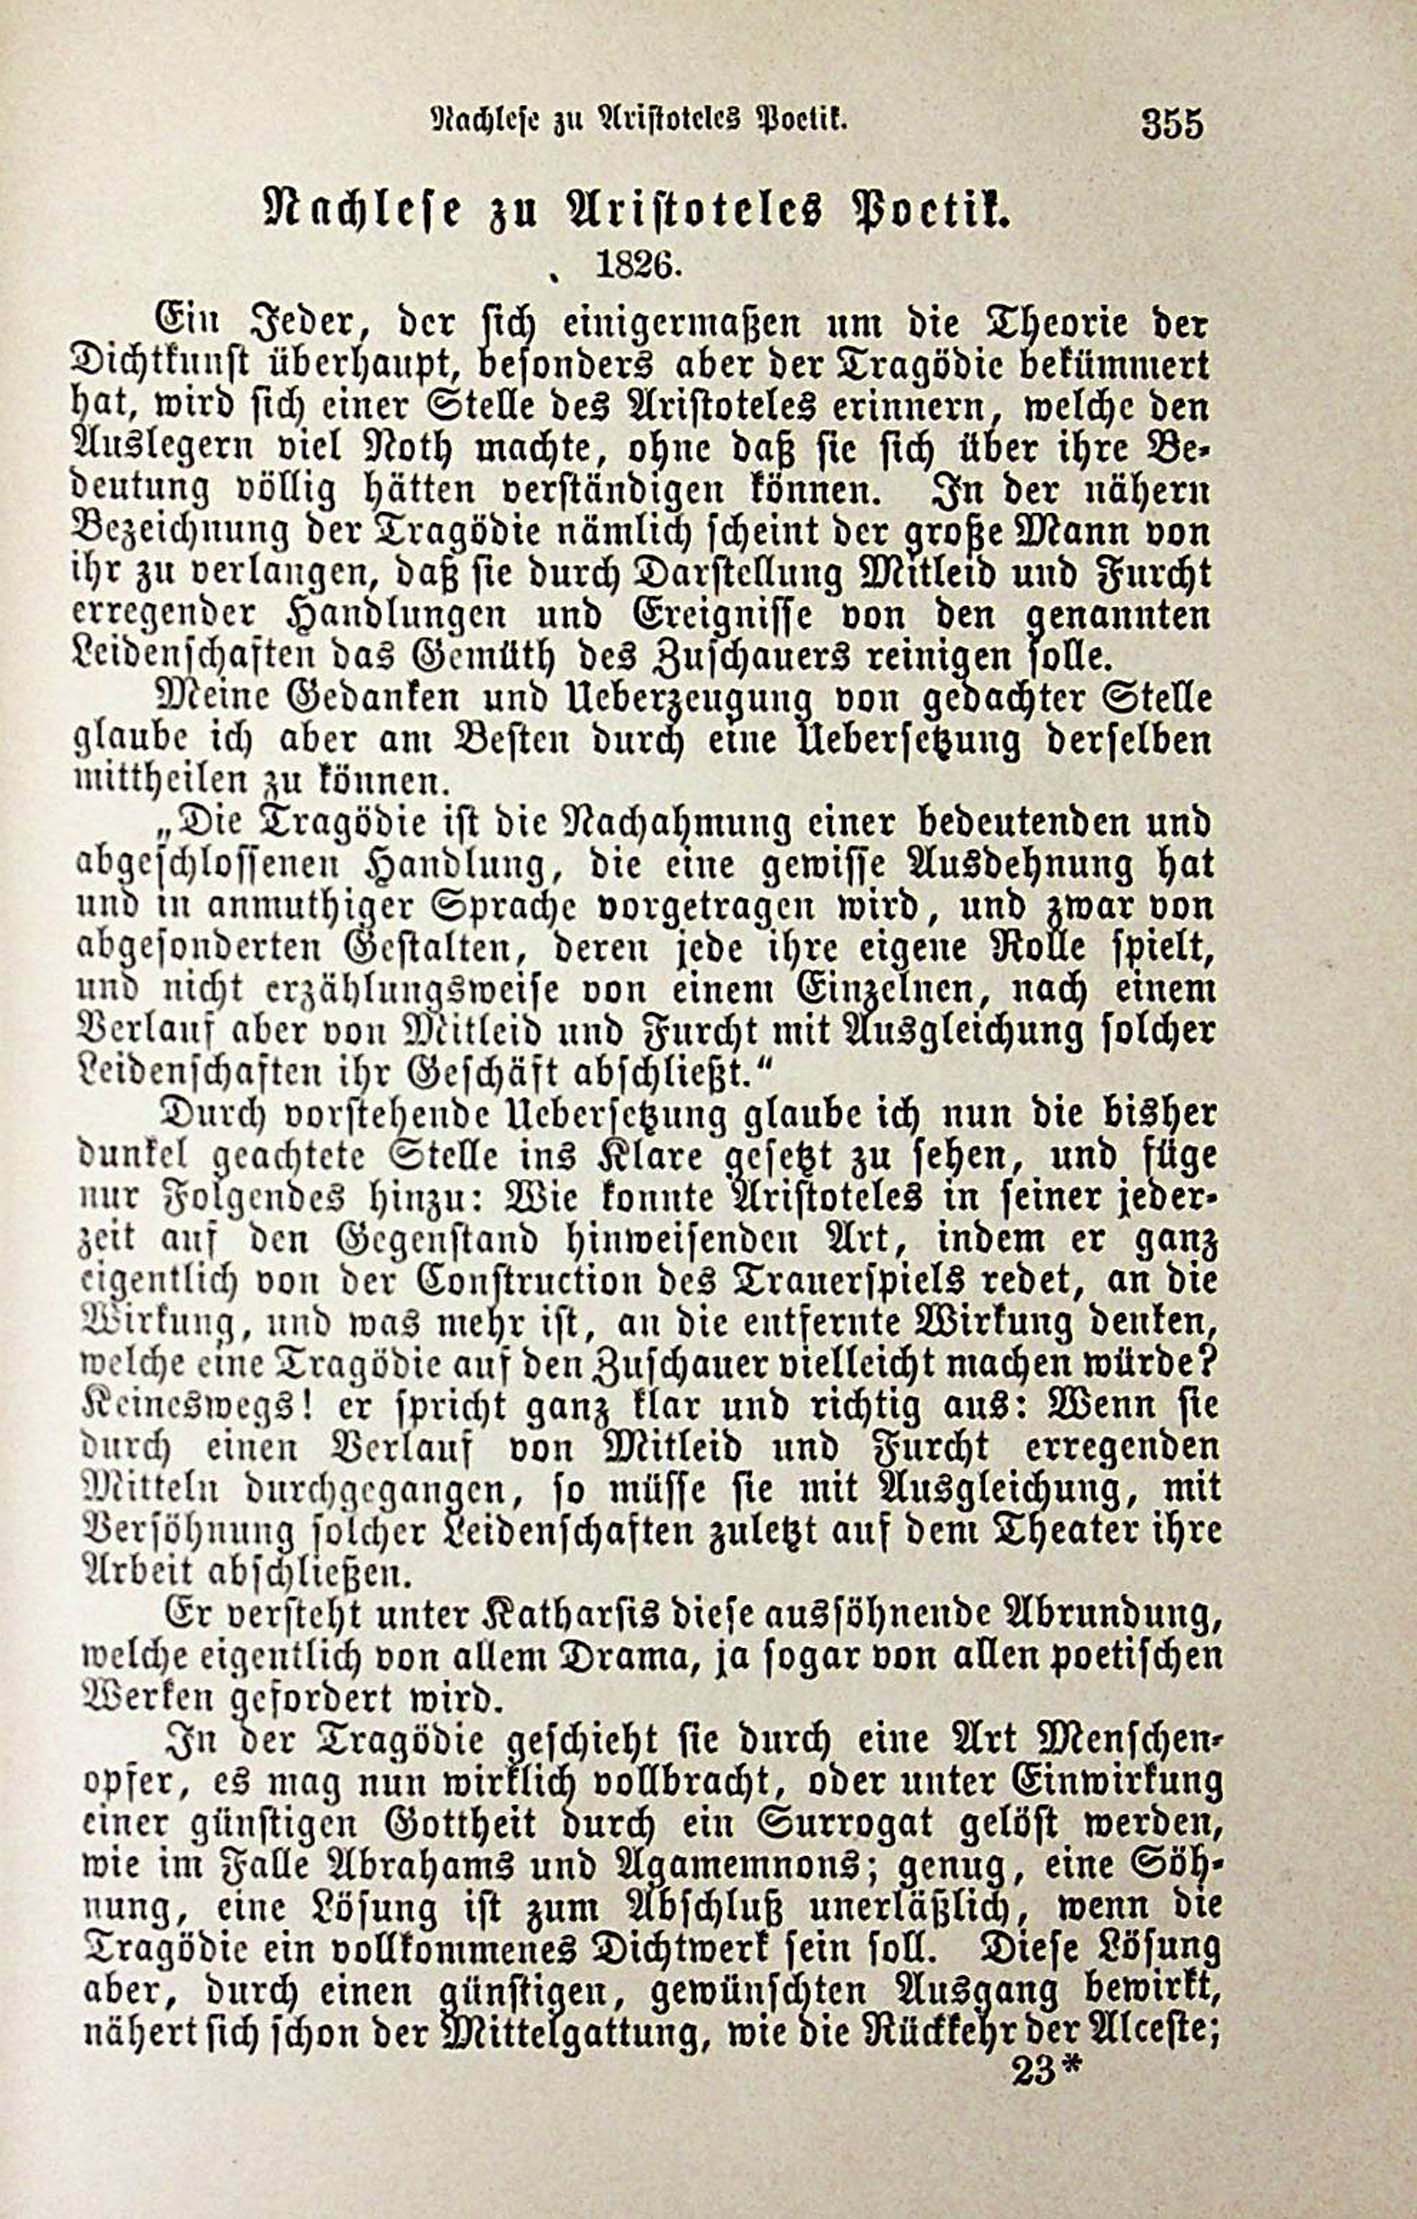 Nachlese zu Aristoteles Poetik. 355
Nachlese zu Aristoteles Poetik.
1826.
Ein Jeder, der sich einigermaßen um die Theorie der
Dichtkunst überhaupt, besonders aber der Tragödie bekümmert
hat, wird sich einer Stelle des Aristoteles erinnern, welche den
Auslegern viel Noth machte, ohne daß sie sich über ihre Be-
deutung völlig hätten verständigen können. In der nähern
Bezeichnung der Tragödie nämlich scheint der große Mann von
ihr zu verlangen, daß sie durch Darstellung Mitleid und Furcht
erregender Handlungen und Ereignisse von den genannten
Leidenschaften das Gemüth des Zuschauers reinigen solle.
Meine Gedanken und Ueberzeugung von gedachter Stelle
glaube ich aber am Besten durch eine Uebersetzung derselben
mittheilen zu können.
„Die Tragödie ist die Nachahmung einer bedeutenden und
abgeschlossenen Handlung, die eine gewisse Ausdehnung hat
und in anmuthiger Sprache vorgetragen wird, und zwar von
abgesonderten Gestalten, deren jede ihre eigene Rolle spielt,
und nicht erzählungsweise von einem Einzelnen, nach einem
Verlauf aber von Mitleid und Furcht mit Ausgleichung solcher
Leidenschaften ihr Geschäft abschließt.“
Durch vorstehende Uebersetzung glaube ich nun die bisher
dunkel geachtete Stelle ins Klare gesetzt zu sehen, und füge
nur Folgendes hinzu: Wie konnte Aristoteles in seiner jeder-
zeit auf den Gegenstand hinweisenden Art, indem er ganz
eigentlich von der Construction des Trauerspiels redet, an die
Wirkung, und was mehr ist, an die entfernte Wirkung denken,
welche eine Tragödie auf den Zuschauer vielleicht machen würde?
Keineswegs! er spricht ganz klar und richtig aus: Wenn sie
durch einen Verlauf von Mitleid und Furcht erregenden
Mitteln durchgegangen, so müsse sie mit Ausgleichung, mit
Versöhnung solcher Leidenschaften zuletzt auf dem Theater ihre
Arbeit abschließen.
Er versteht unter Katharsis diese aussöhnende Abrundung,
welche eigentlich von allem Drama, ja sogar von allen poetischen
Werken gefordert wird.
In der Tragödie geschieht sie durch eine Art Menschen-
opfer, es mag nun wirklich vollbracht, oder unter Einwirkung
einer günstigen Gottheit durch ein Surrogat gelöst werden,
wie im Falle Abrahams und Agamemnons; genug, eine Söh-
nung, eine Lösung ist zum Abschluß unerläßlich, wenn die
Tragödie ein vollkommenes Dichtwerk sein soll. Diese Lösung
aber, durch einen günstigen, gewünschten Ausgang bewirkt,
nähert sich schon der Mittelgattung, wie die Rückkehr der Alceste;
23*